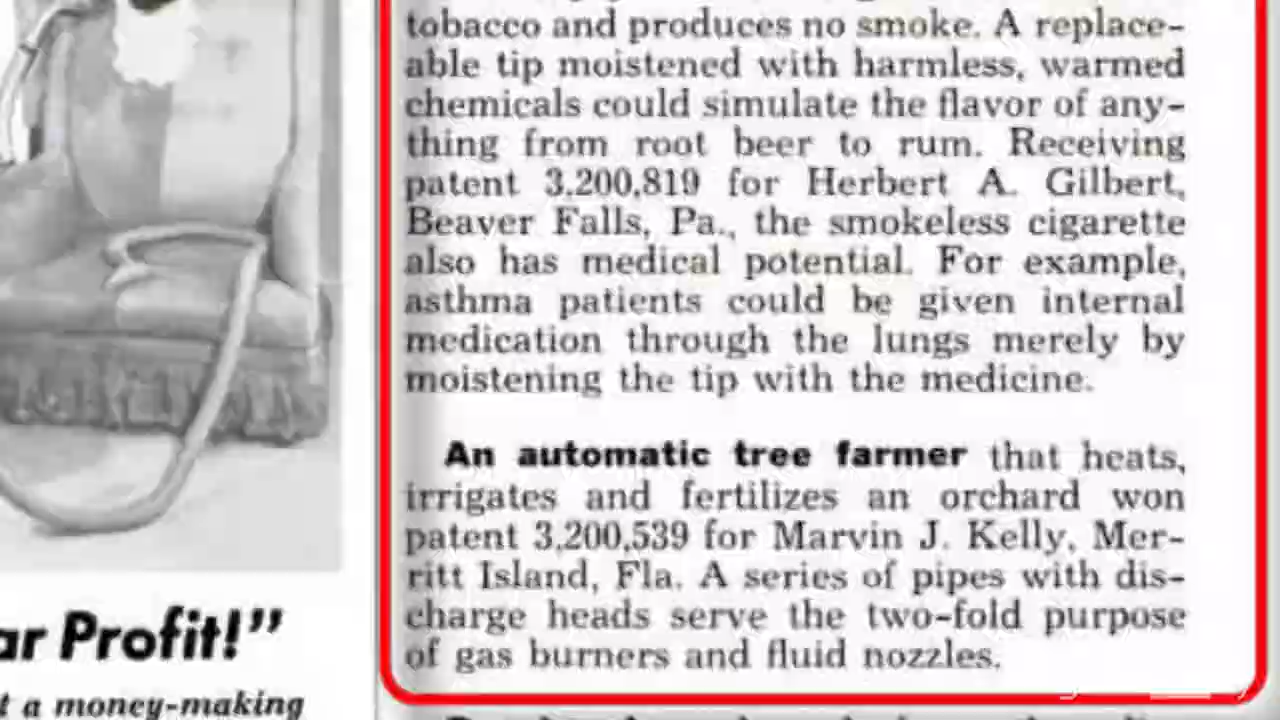 tobacco and produces no smoke. A replace-
able tip moistened with harmless, warmed
chemicals could simulate the flavor of any-
thing from root beer to rum. Receiving
patent 3,200,819 for Herbert A. Gilbert,
Beaver Falls, Pa., the smokeless cigarette
also has medical potential. For example,
asthma patients could be given internal
medication through the lungs merely by
moistening the tip with the medicine.
An automatic tree farmer that heats,
irrigates and fertilizes an orchard won
patent 3,200,539 for Marvin J. Kelly, Mer-
ritt Island, Fla. A series of pipes with dis-
charge heads serve the two-fold purpose
of gas burners and fluid nozzles.
ar Profit!”
t a money-making